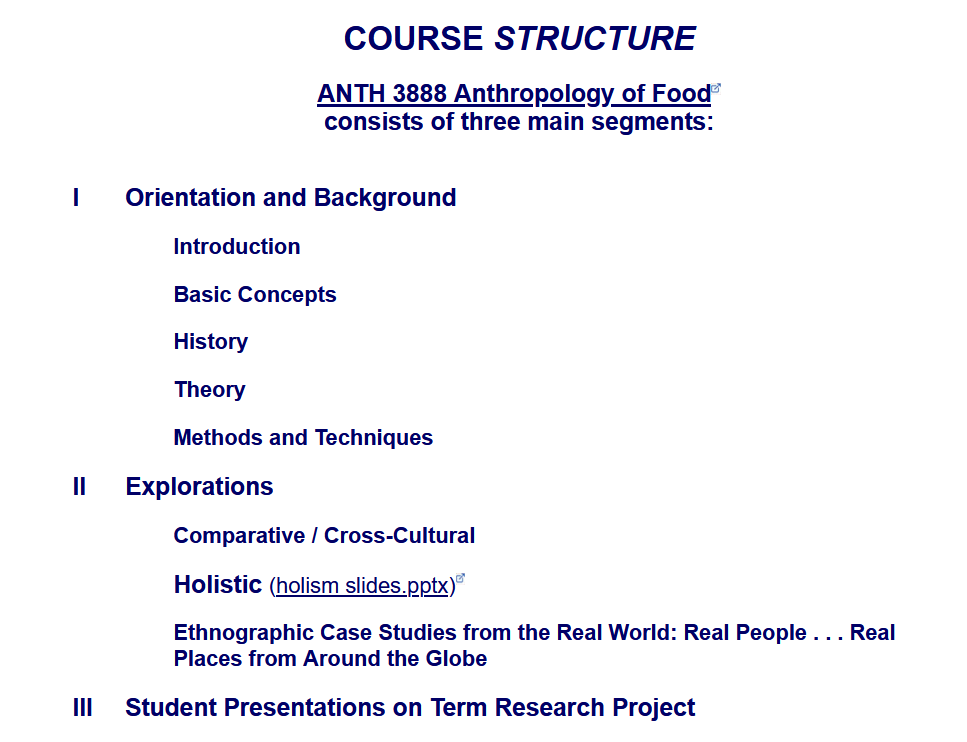 COURSE STRUCTURE
ANTH 3888 Anthropology of Food
consists of three main segments:
I Orientation and Background
Introduction
Basic Concepts
History
Theory
Methods and Techniques
II Explorations
Comparative / Cross-Cultural
Holistic (holism slides.pptx)
Ethnographic Case Studies from the Real World: Real People . . . Real
Places from Around the Globe
III Student Presentations on Term Research Project